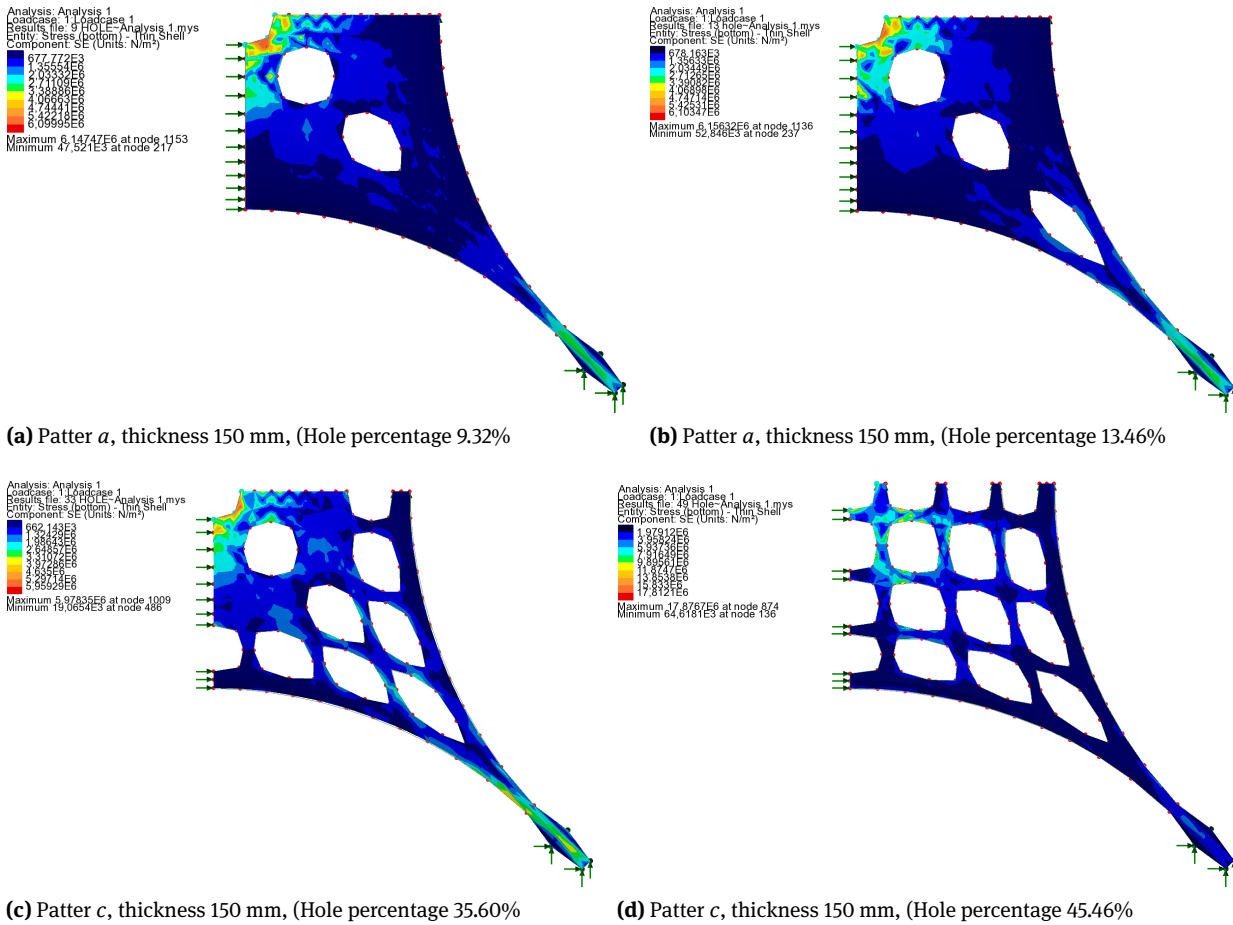 Analysis: Analysis 1
Loadcase: 1:Loadcase 1
Results file: 9 HOLE~Analysis 1.mys
Entity: Stress (bottom) - Thin Shell
Component: SE (Units: N/m²)
677,772E3
1,35554E6
2,03332E6
2,71109E6
3,38886E6
4,06663E6
4,74441E6
5,42218E6
6,09995E6
Maximum 6,14747E6 at node 1153
Minimum 47,521E3 at node 217
Analysis: Analysis 1
Loadcase: 1:Loadcase 1
Results file: 13 hole~Analysis 1.mys
Entity: Stress (bottom) - Thin Shell
Component: SE (Units: N/m²)
678,163E3
1,35633E6
2,03449E6
2,71265E6
3,39082E6
4,06898E6
4,74714E6
5,42531E6
6,10347E6
Maximum 6,15632E6 at node 1136
Minimum 52,846E3 at node 237
(a) Patter a, thickness 150 mm, (Hole percentage 9.32%
(b) Patter a, thickness 150 mm, (Hole percentage 13.46%
Analysis: Analysis 1
Loadcase: 1:Loadcase 1
Results file: 33 HOLE~Analysis 1.mys
Entity: Stress (bottom) - Thin Shell
Component: SE (Units: N/m²)
662,143E3
1,32429E6
1,98643E6
2,64857E6
3,31072E6
3,97286E6
4,635E6
5,29714E6
5,95929E6
Maximum 5,97835E6 at node 1009
Minimum 19,0654E3 at node 486
Analysis: Analysis 1
Loadcase: 1:Loadcase 1
Results file: 49 Hole~Analysis 1.mys
Entity: Stress (bottom) - Thin Shell
Component: SE (Units: N/m²)
1,97912E6
3,95824E6
5,93736E6
7,91649E6
9,89561E6
11,8747E6
13,8538E6
15,833E6
17,8121E6
Maximum 17,8767E6 at node 874
Minimum 64,6181E3 at node 136
(c) Patter c, thickness 150 mm, (Hole percentage 35.60%
(d) Patter c, thickness 150 mm, (Hole percentage 45.46%